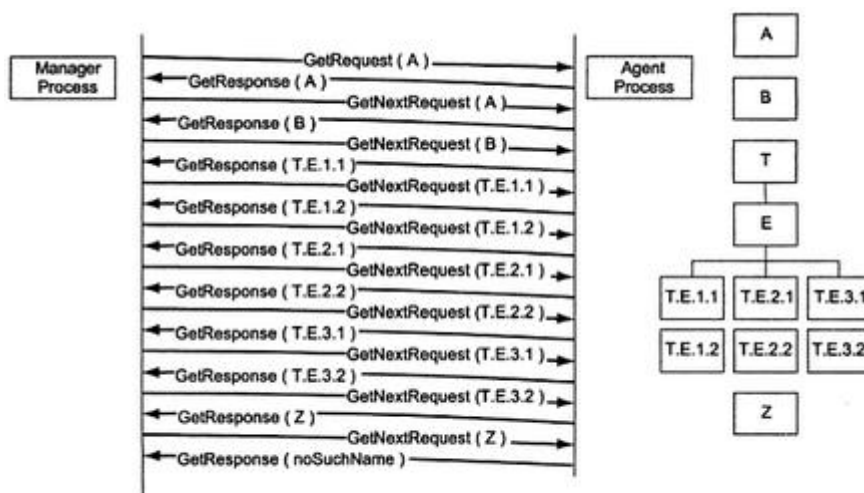 Manager
Process
Agent
Process
GetRequest ( A )
GetResponse ( A )
GetNextRequest ( A )
GetResponse ( B )
GetNextRequest ( B )
GetResponse ( T.E.1.1 )
GetNextRequest (T.E.1.1 )
GetResponse ( T.E.1.2 )
GetNextRequest (T.E.1.2 )
GetResponse ( T.E.2.1 )
GetNextRequest (T.E.2.1 )
GetResponse ( T.E.2.2 )
GetNextRequest (T.E.2.2 )
GetResponse ( T.E.3.1 )
GetNextRequest (T.E.3.1 )
GetResponse ( T.E.3.2 )
GetNextRequest (T.E.3.2 )
GetResponse ( Z )
GetNextRequest ( Z )
GetResponse ( noSuchName )
A
B
T
E
T.E.1.1 T.E.2.1 T.E.3.1
T.E.1.2 T.E.2.2 T.E.3.2
Z